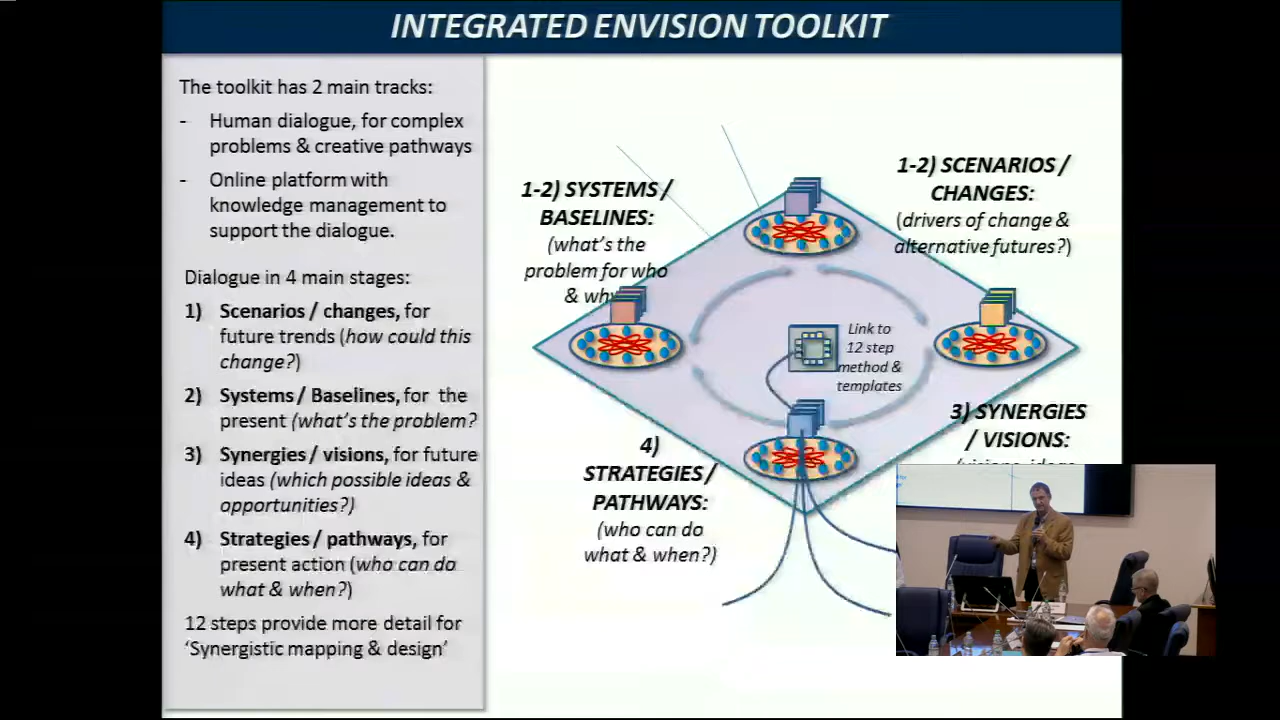 INTEGRATED ENVISION TOOLKIT
The toolkit has 2 main tracks:
- Human dialogue, for complex
problems & creative pathways
- Online platform with
knowledge management to
support the dialogue.
Dialogue in 4 main stages:
1) Scenarios / changes, for
future trends (how could this
change?)
2) Systems / Baselines, for the
present (what's the problem?
3) Synergies / visions, for future
ideas (which possible ideas &
opportunities?)
4) Strategies / pathways, for
present action (who can do
what & when?)
12 steps provide more detail for
'Synergistic mapping & design'
1-2) SYSTEMS /
BASELINES:
(what's the
problem for who
& why
1-2) SCENARIOS /
CHANGES:
(drivers of change &
alternative futures?)
Link to
12 step
method &
templates
3) SYNERGIES
/ VISIONS:
4)
STRATEGIES /
PATHWAYS:
(who can do
what & when?)